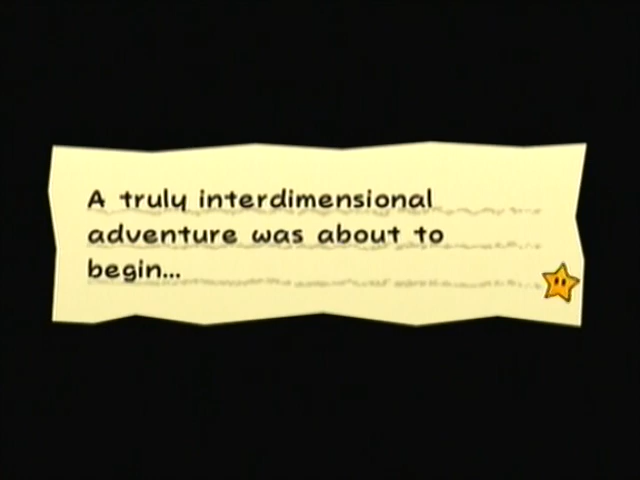 A truly interdimensional
adventure was about to
begin...